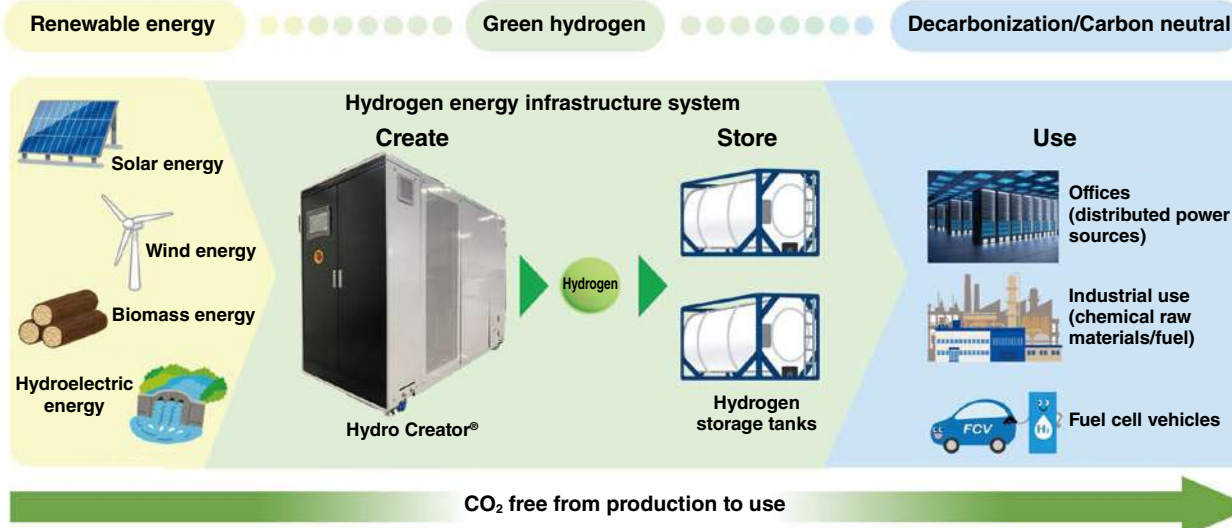 Renewable energy
Green hydrogen
Decarbonization/Carbon neutral
Hydrogen energy infrastructure system
Create
Store
Use
Solar energy
Wind energy
Biomass energy
Hydroelectric
energy
Hydro Creator®
Hydrogen
Hydrogen
storage tanks
Offices
(distributed power
sources)
Industrial use
(chemical raw
materials/fuel)
FCV
H₂
Fuel cell vehicles
CO₂ free from production to use